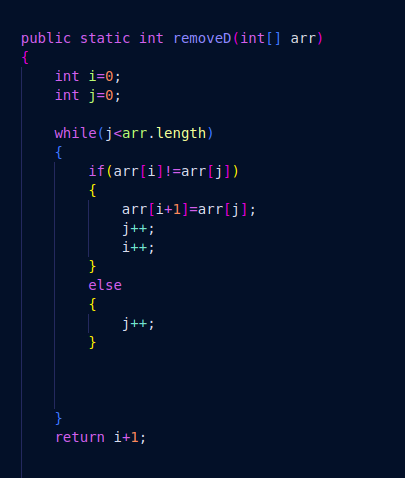 public static int removeD(int[] arr)
{
    int i=0;
    int j=0;
    while(j<arr.length)
    {
        if(arr[i]!=arr[j])
        {
            arr[i+1]=arr[j];
            j++;
            i++;
        }
        else
        {
            j++;
        }
    }
    return i+1;